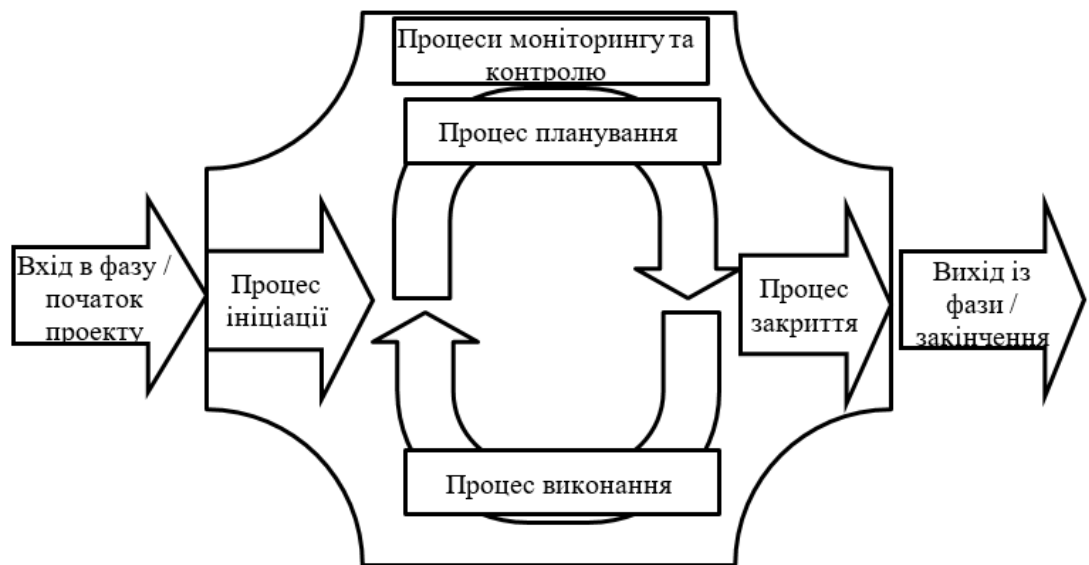 Процеси моніторингу та
контролю
Процес планування
Вхід в фазу /
початок
проекту
Процес
ініціації
Процес
закриття
Вихід із
фази /
закінчення
Процес виконання